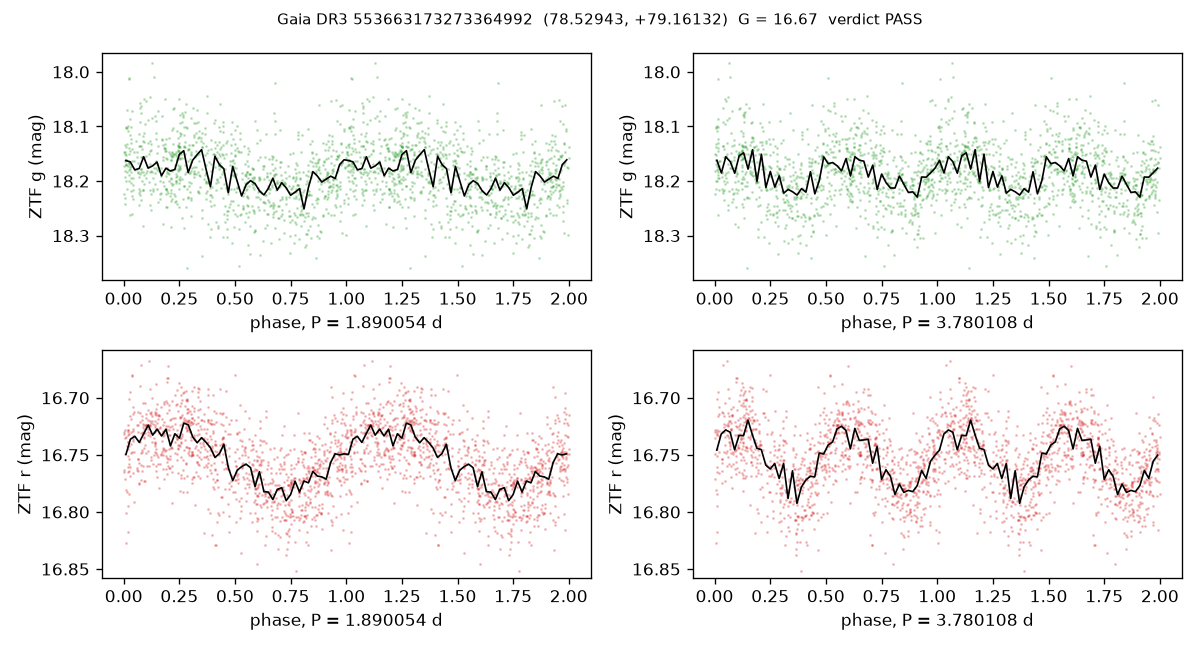 Gaia DR3 553663173273364992 (78.52943, +79.16132) G = 16.67 verdict PASS
ZTF g (mag)
18.0
18.1
18.2
18.3
0.00 0.25 0.50 0.75 1.00 1.25 1.50 1.75 2.00
phase, P = 1.890054 d
ZTF g (mag)
18.0
18.1
18.2
18.3
0.00 0.25 0.50 0.75 1.00 1.25 1.50 1.75 2.00
phase, P = 3.780108 d
ZTF r (mag)
16.70
16.75
16.80
16.85
0.00 0.25 0.50 0.75 1.00 1.25 1.50 1.75 2.00
phase, P = 1.890054 d
ZTF r (mag)
16.70
16.75
16.80
16.85
0.00 0.25 0.50 0.75 1.00 1.25 1.50 1.75 2.00
phase, P = 3.780108 d